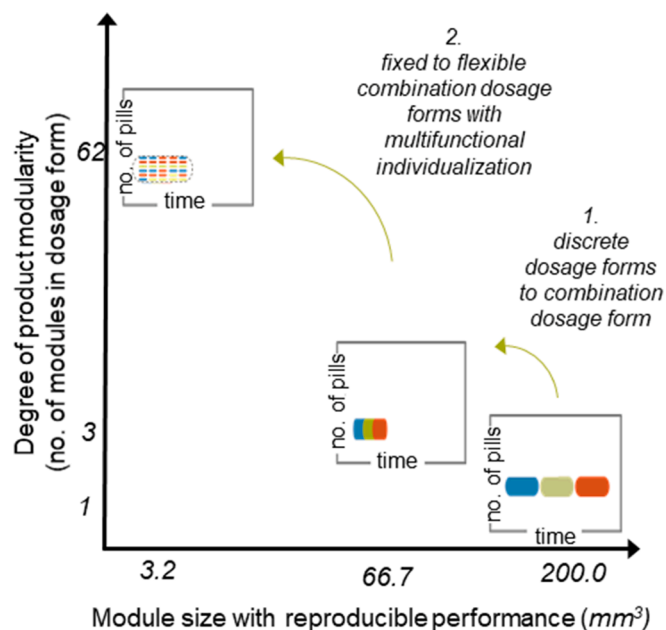 Degree of product modularity
(no. of modules in dosage form)
62
3
1
no. of pills
time
2.
fixed to flexible
combination dosage
forms with
multifunctional
individualization
1.
discrete
dosage forms
to combination
dosage form
no. of pills
time
no. of pills
time
3.2
66.7
200.0
Module size with reproducible performance (mm³)